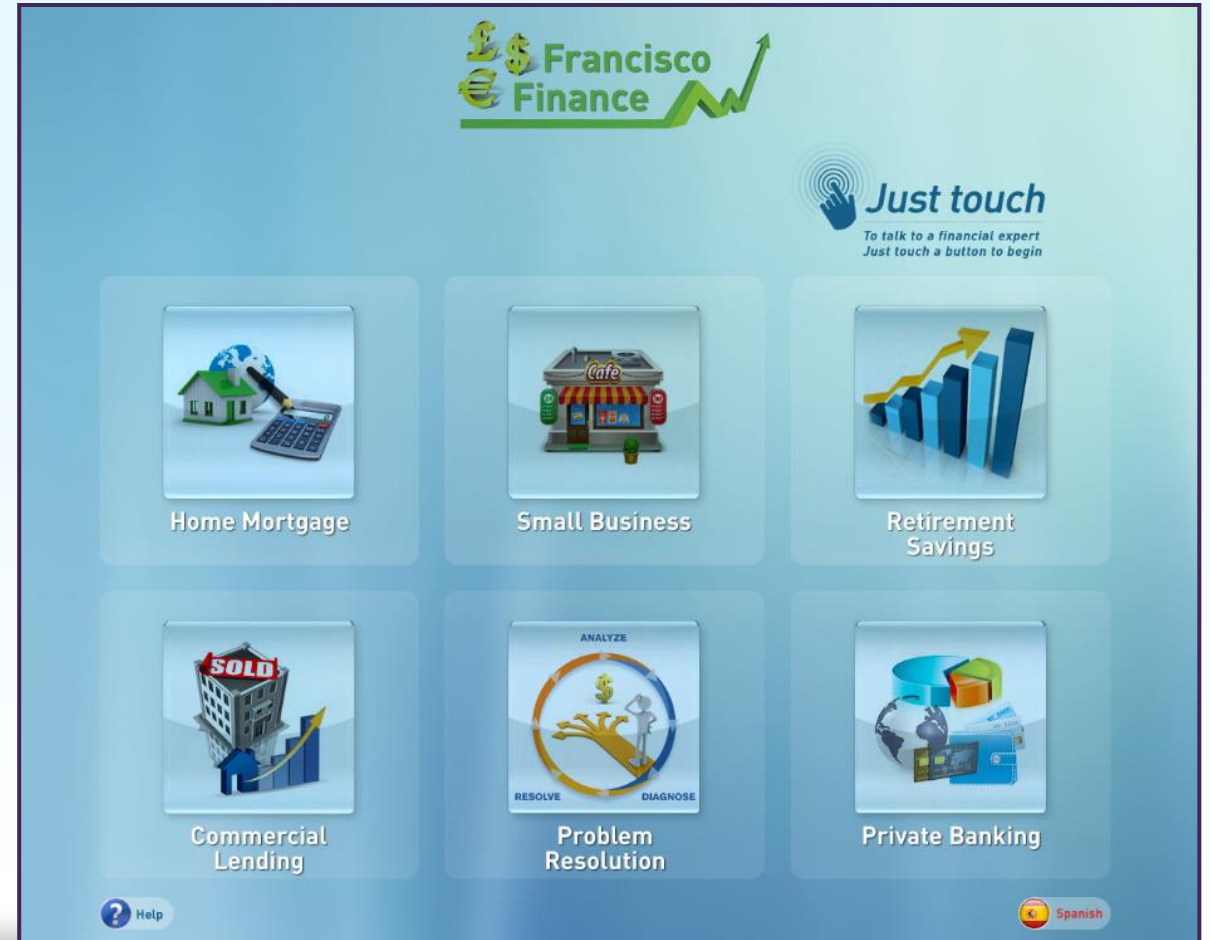 Francisco
Finance
Just touch
To talk to a financial expert
Just touch a button to begin
Cafe
Home Mortgage
Small Business
Retirement
Savings
SOLD
ANALYZE
RESOLVE
DIAGNOSE
Commercial
Lending
Problem
Resolution
Private Banking
Help
Spanish